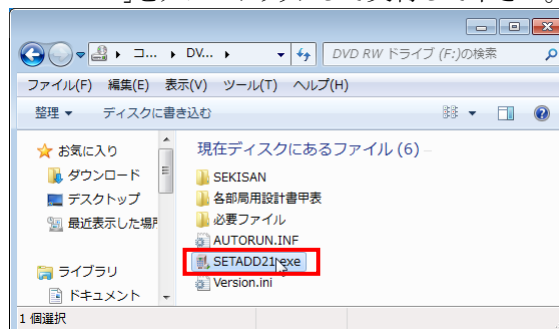 コ... DV... DVD RW ドライブ (F:)の検索
ファイル(F) 編集(E) 表示(V) ツール(T) ヘルプ(H)
整理 ディスクに書き込む
お気に入り
ダウンロード
デスクトップ
最近表示した場所
ライブラリ
ドキュメント
現在ディスクにあるファイル (6)
SEKISAN
各部局用設計書甲表
必要ファイル
AUTORUN.INF
SETADD21.exe
Version.ini
1 個選択